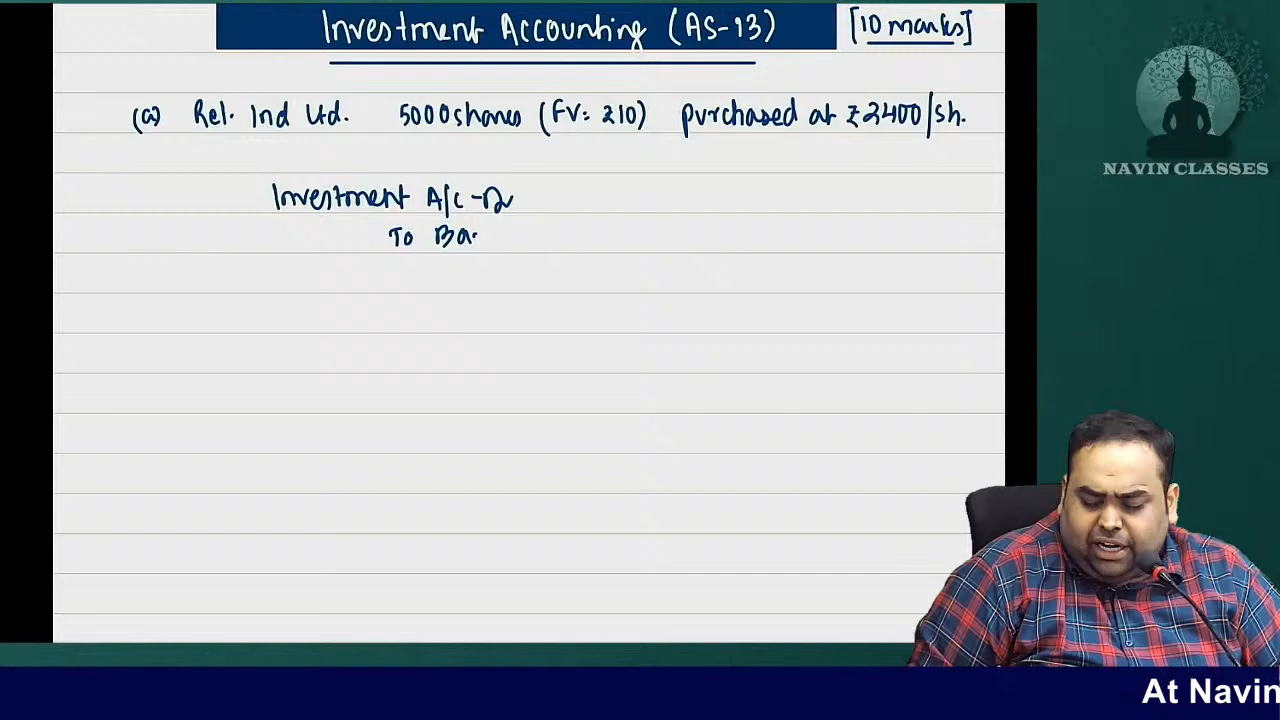 Investment Accounting (AS-13) [10 marks]
(a) Rel. Ind Ltd. 5000 shares (FV: ₹10) purchased at ₹2400/sh.
Investment A/c -Dr
To Ba
NAVIN CLASSES
At Navin